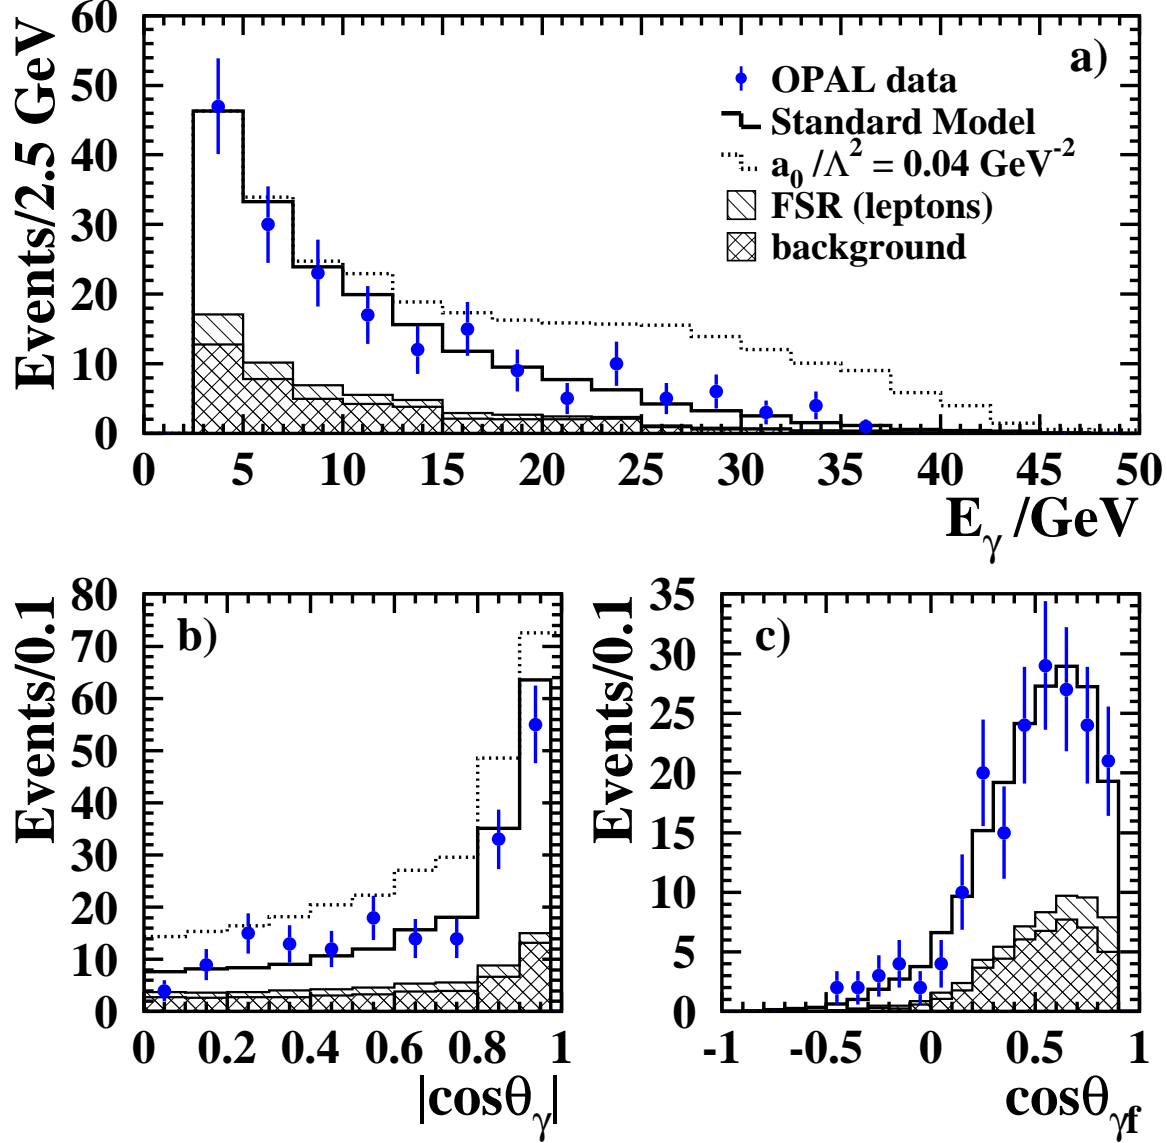 Events/2.5 GeV
60
50
40
30
20
10
0
a)
OPAL data
Standard Model
a₀ /Λ² = 0.04 GeV⁻²
FSR (leptons)
background
0 5 10 15 20 25 30 35 40 45 50
E_γ /GeV
Events/0.1
80
70
60
50
40
30
20
10
0
b)
0 0.2 0.4 0.6 0.8 1
|cosθ_γ|
Events/0.1
35
30
25
20
15
10
5
0
c)
-1 -0.5 0 0.5 1
cosθ_γf